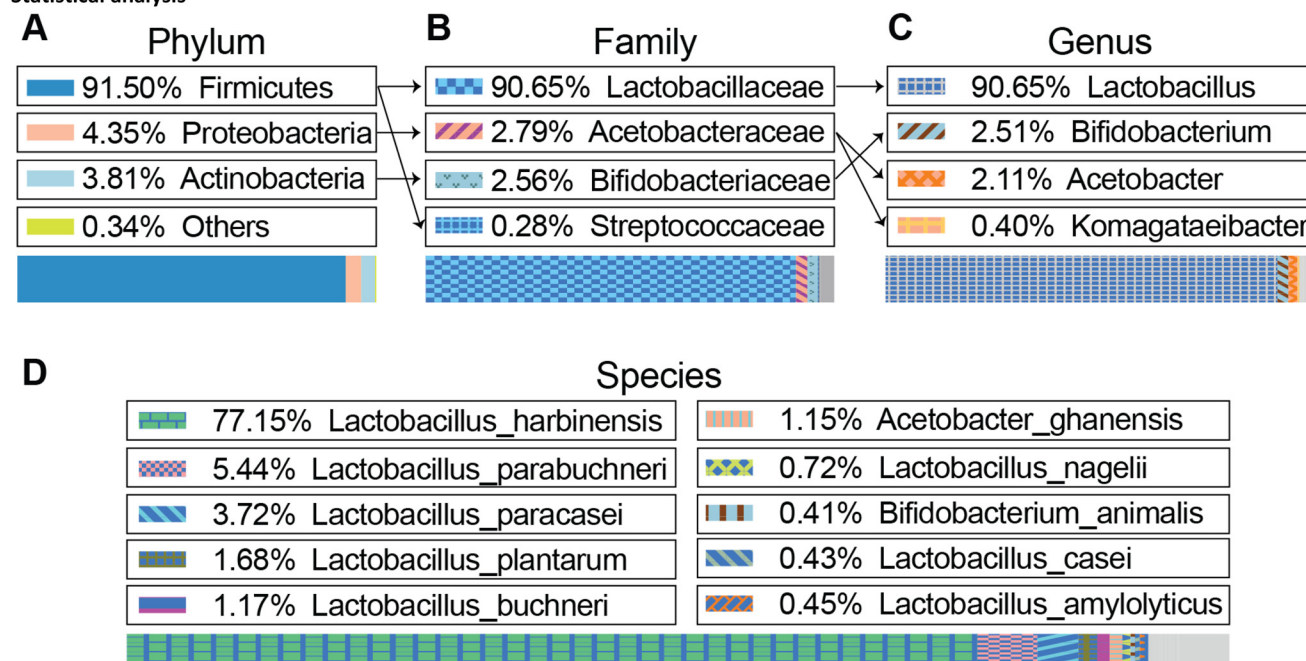 Statistical analysis
A Phylum
91.50% Firmicutes
4.35% Proteobacteria
3.81% Actinobacteria
0.34% Others
B Family
90.65% Lactobacillaceae
2.79% Acetobacteraceae
2.56% Bifidobacteriaceae
0.28% Streptococcaceae
C Genus
90.65% Lactobacillus
2.51% Bifidobacterium
2.11% Acetobacter
0.40% Komagataeibacter
D Species
77.15% Lactobacillus_harbinensis
5.44% Lactobacillus_parabuchneri
3.72% Lactobacillus_paracasei
1.68% Lactobacillus_plantarum
1.17% Lactobacillus_buchneri
1.15% Acetobacter_ghanensis
0.72% Lactobacillus_nagelii
0.41% Bifidobacterium_animalis
0.43% Lactobacillus_casei
0.45% Lactobacillus_amylolyticus